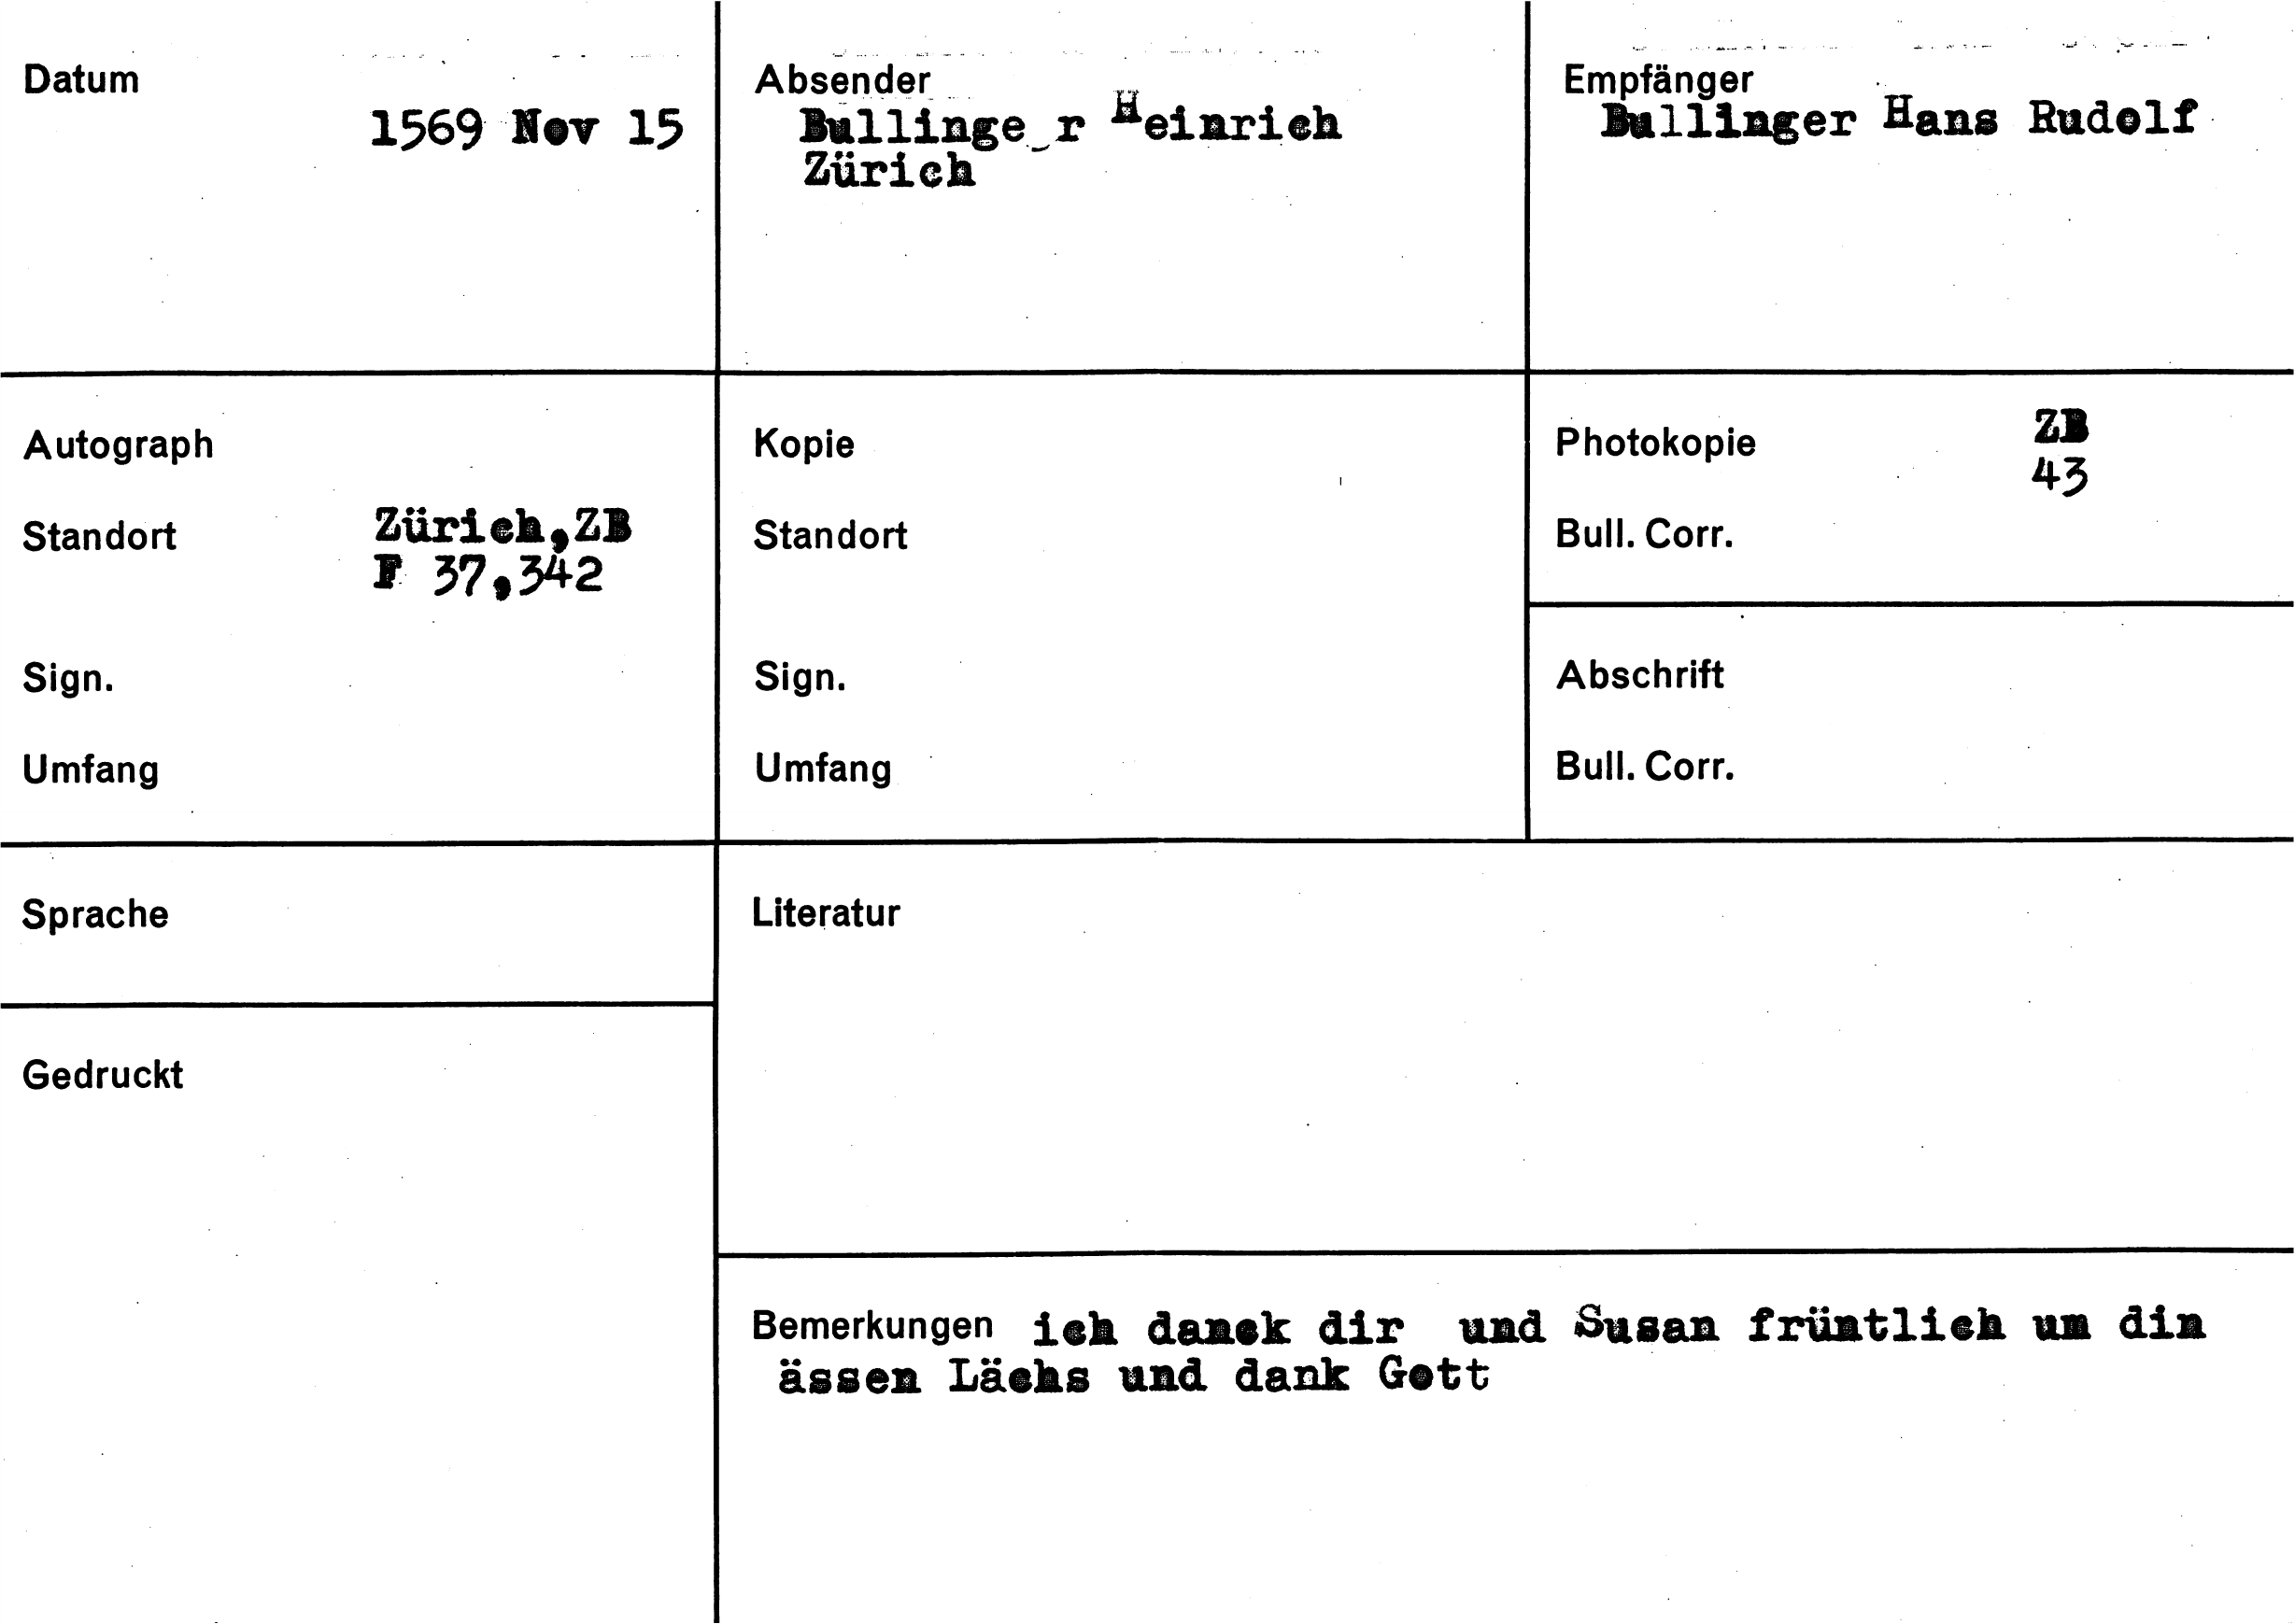 Datum
1569 Nov 15
Absender
Bullinge r Heinrich
Zürich
Empfänger
Bullinger Hans Rudolf
Autograph
Standort
Zürich,ZB
F 37,342
Sign.
Umfang
Kopie
Standort
Sign.
Umfang
Photokopie
ZB
43
Bull. Corr.
Abschrift
Bull. Corr.
Sprache
Gedruckt
Literatur
Bemerkungen ich danck dir und Susan früntlich um din
ässen Lächs und dank Gott